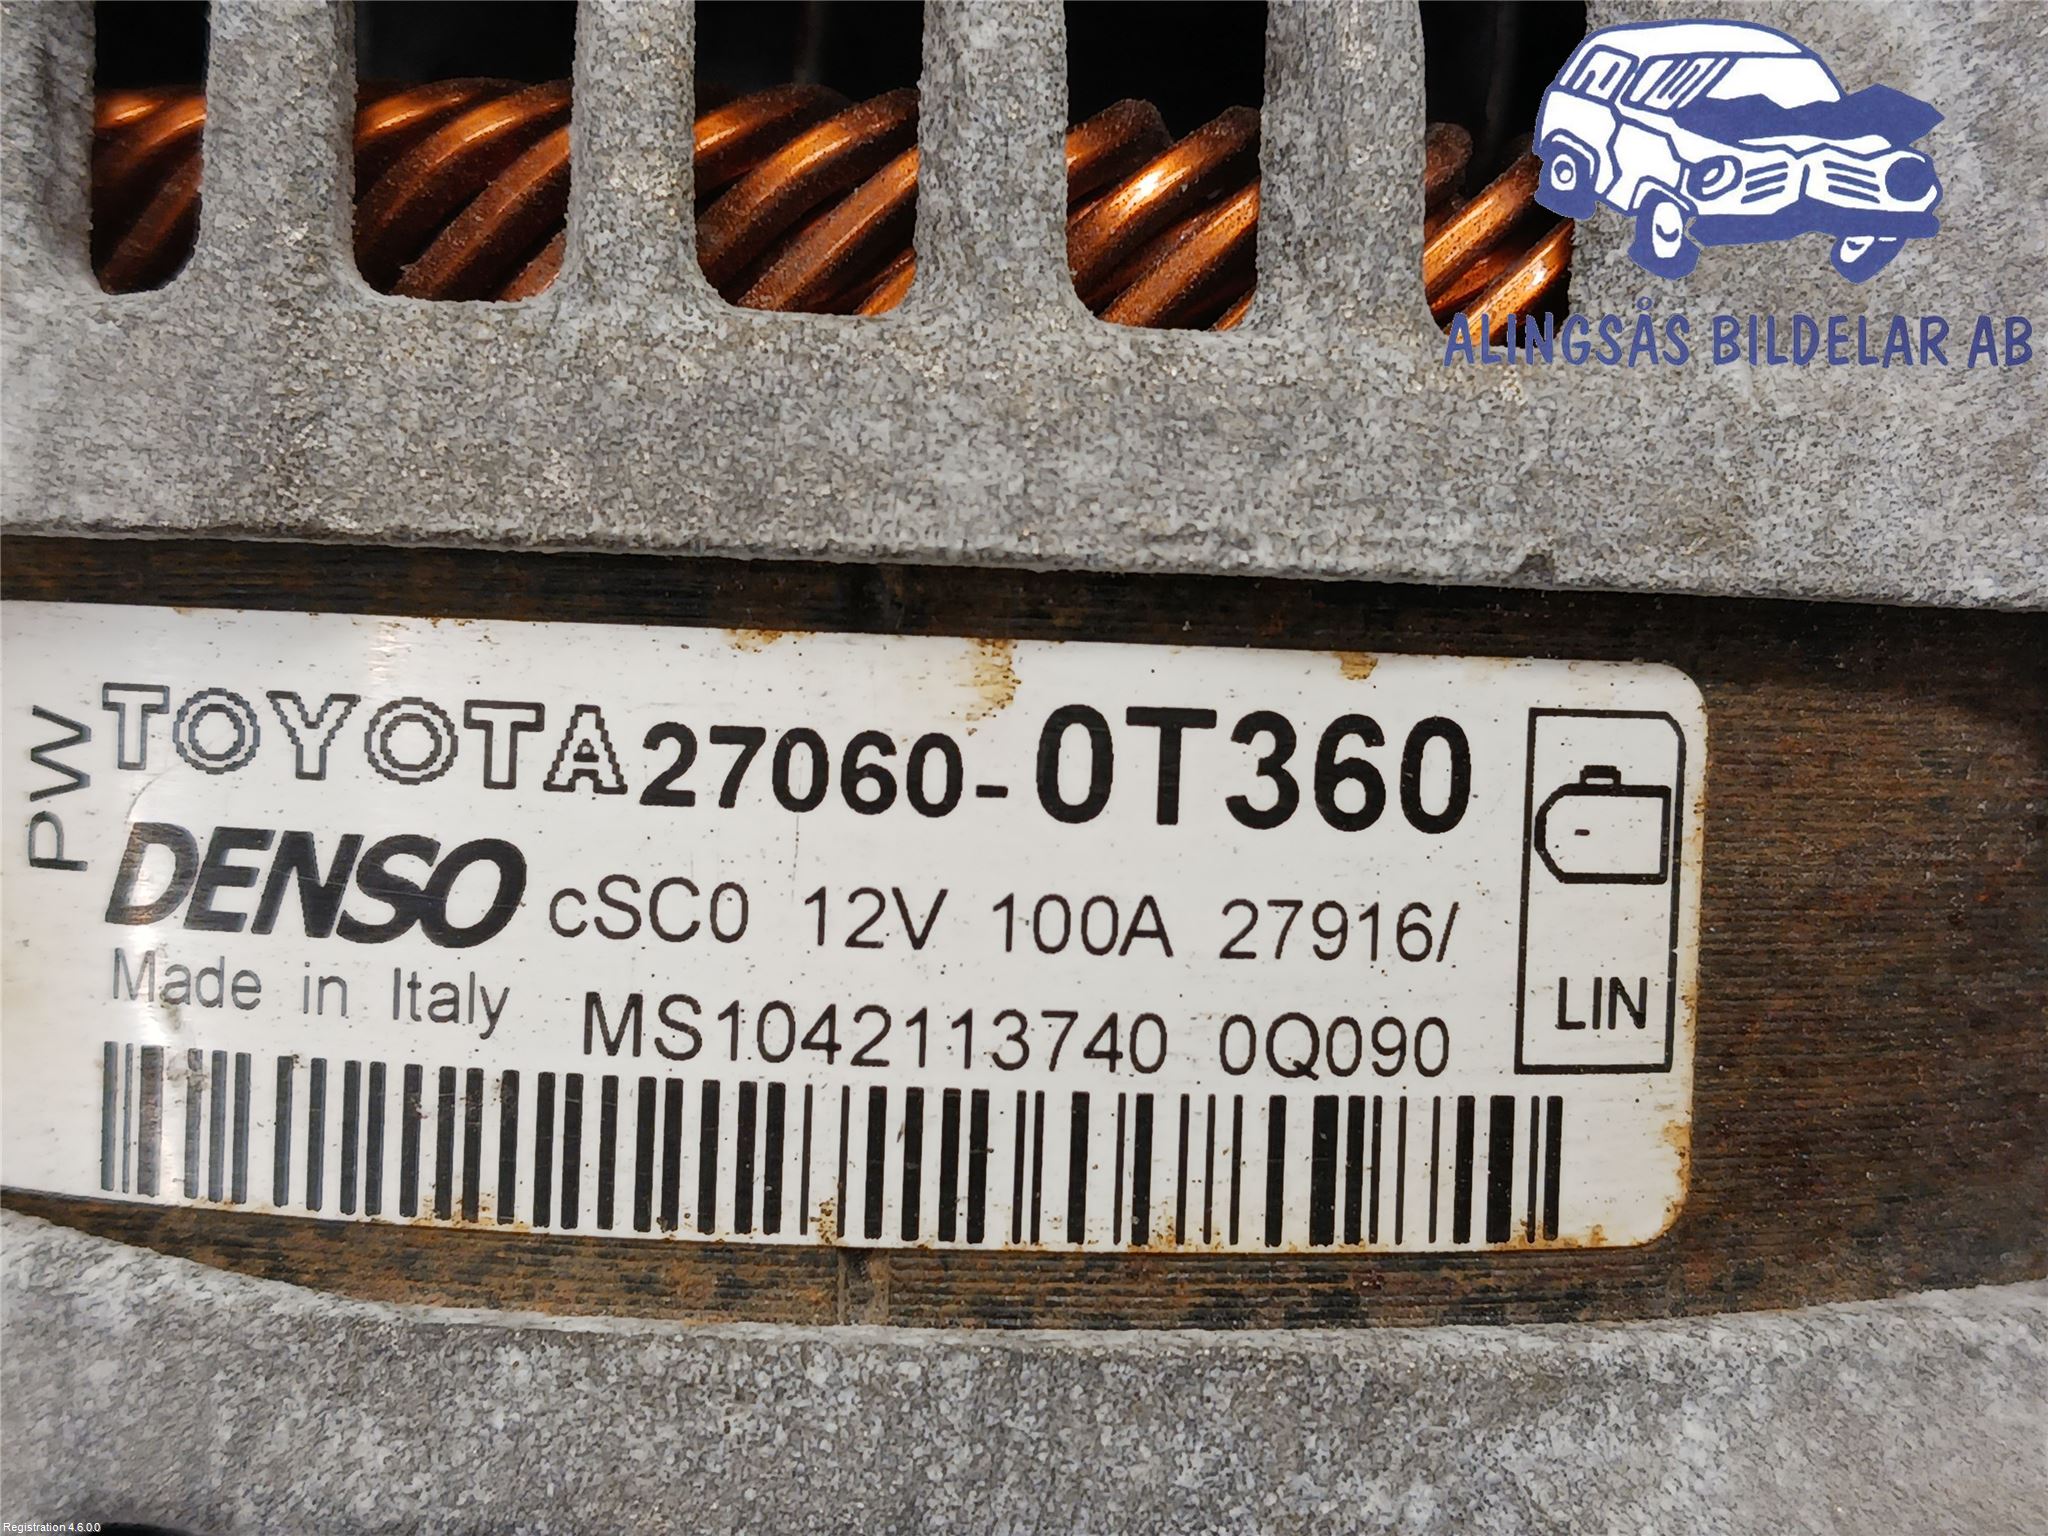 ALINGSÅS BILDELAR AB
PW
TOYOTA 27060-0T360
DENSO cSC0 12V 100A 27916/
Made in Italy MS1042113740 0Q090
LIN
Registration 4.6.0.0